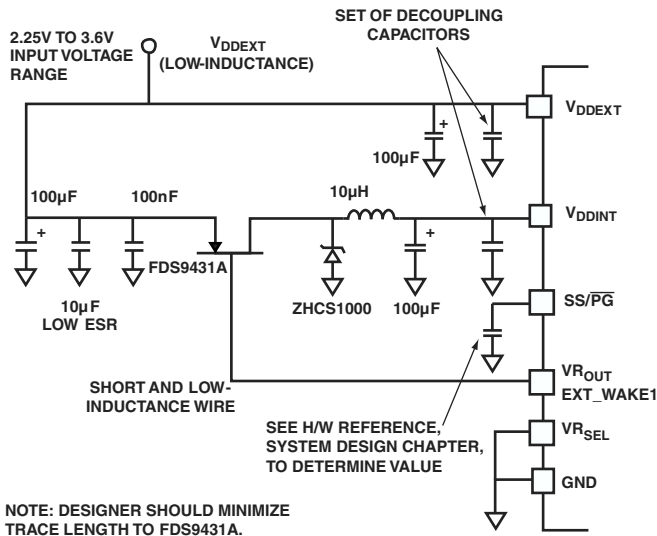 2.25V TO 3.6V
INPUT VOLTAGE
RANGE
VDDEXT
(LOW-INDUCTANCE)
SET OF DECOUPLING
CAPACITORS
VDDEXT
+
100µF
100µF
100nF
10µH
VDDINT
+
+
FDS9431A
10µF
LOW ESR
ZHCS1000
100µF
SS/P̅G̅
SHORT AND LOW-
INDUCTANCE WIRE
VROUT
EXT_WAKE1
SEE H/W REFERENCE,
SYSTEM DESIGN CHAPTER,
TO DETERMINE VALUE
VRSEL
GND
NOTE: DESIGNER SHOULD MINIMIZE
TRACE LENGTH TO FDS9431A.